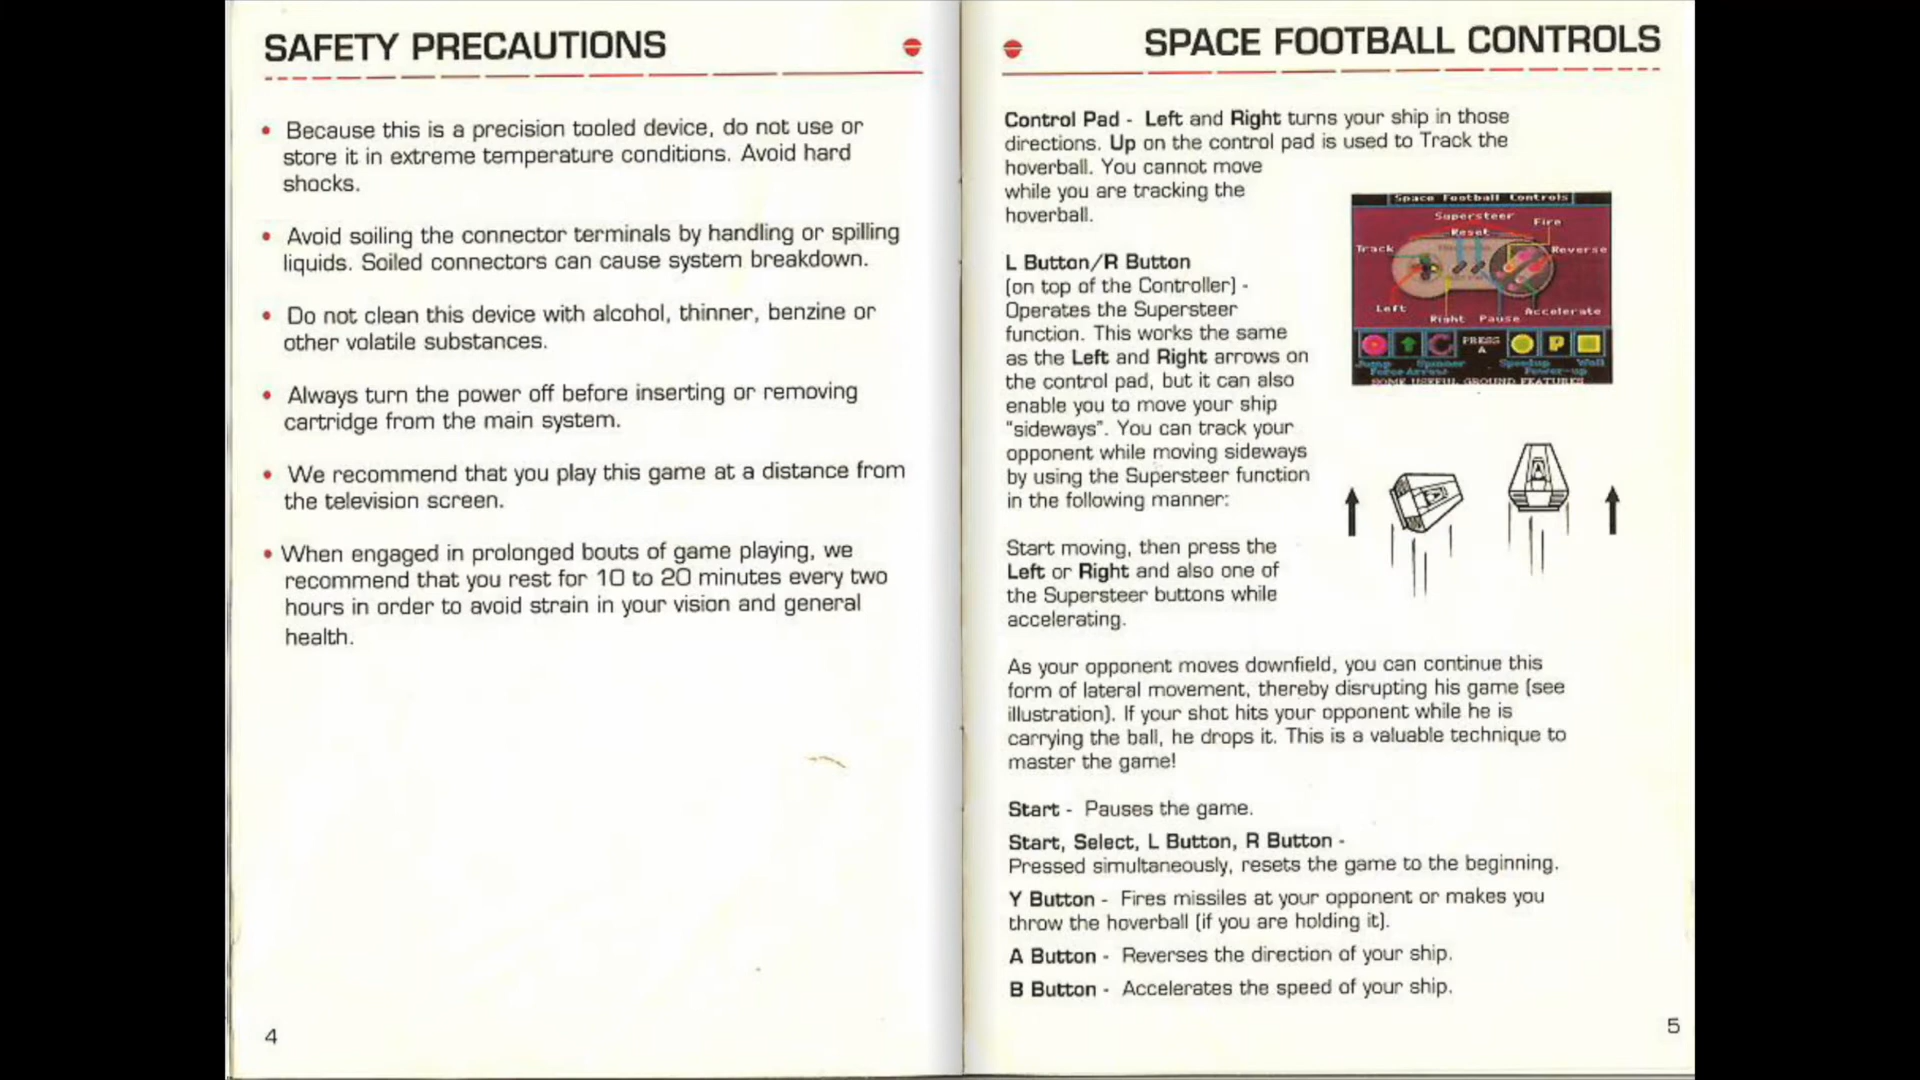 SAFETY PRECAUTIONS
• Because this is a precision tooled device, do not use or
store it in extreme temperature conditions. Avoid hard
shocks.
• Avoid soiling the connector terminals by handling or spilling
liquids. Soiled connectors can cause system breakdown.
• Do not clean this device with alcohol, thinner, benzine or
other volatile substances.
• Always turn the power off before inserting or removing
cartridge from the main system.
• We recommend that you play this game at a distance from
the television screen.
• When engaged in prolonged bouts of game playing, we
recommend that you rest for 10 to 20 minutes every two
hours in order to avoid strain in your vision and general
health.
4
SPACE FOOTBALL CONTROLS
Control Pad - Left and Right turns your ship in those
directions. Up on the control pad is used to Track the
hoverball. You cannot move
while you are tracking the
hoverball.
L Button/R Button
(on top of the Controller) -
Operates the Supersteer
function. This works the same
as the Left and Right arrows on
the control pad, but it can also
enable you to move your ship
"sideways". You can track your
opponent while moving sideways
by using the Supersteer function
in the following manner:
Start moving, then press the
Left or Right and also one of
the Supersteer buttons while
accelerating.
Space Football Controls
Supersteer
Fire
Reset
Track
Reverse
Left
Right Pause Accelerate
PRESS
A
Jump Spinner Speedup Wall
Force Arrow Power-up
SOME USEFUL GROUND FEATURES
As your opponent moves downfield, you can continue this
form of lateral movement, thereby disrupting his game (see
illustration). If your shot hits your opponent while he is
carrying the ball, he drops it. This is a valuable technique to
master the game!
Start - Pauses the game.
Start, Select, L Button, R Button -
Pressed simultaneously, resets the game to the beginning.
Y Button - Fires missiles at your opponent or makes you
throw the hoverball (if you are holding it).
A Button - Reverses the direction of your ship.
B Button - Accelerates the speed of your ship.
5